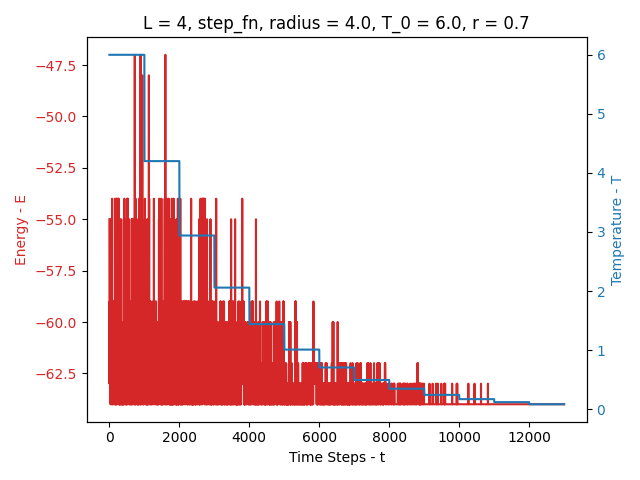 L = 4, step_fn, radius = 4.0, T_0 = 6.0, r = 0.7
−47.5
−50.0
−52.5
−55.0
−57.5
−60.0
−62.5
Energy - E
6
5
4
3
2
1
0
Temperature - T
0 2000 4000 6000 8000 10000 12000
Time Steps - t